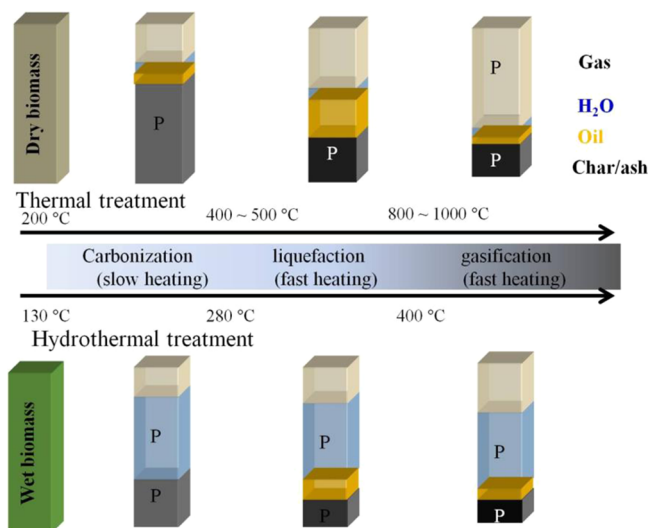 Dry biomass
P
P
P
P
Gas
H₂O
Oil
Char/ash
Thermal treatment
200 °C
400 ~ 500 °C
800 ~ 1000 °C
Carbonization
(slow heating)
liquefaction
(fast heating)
gasification
(fast heating)
130 °C
280 °C
400 °C
Hydrothermal treatment
Wet biomass
P
P
P
P
P
P